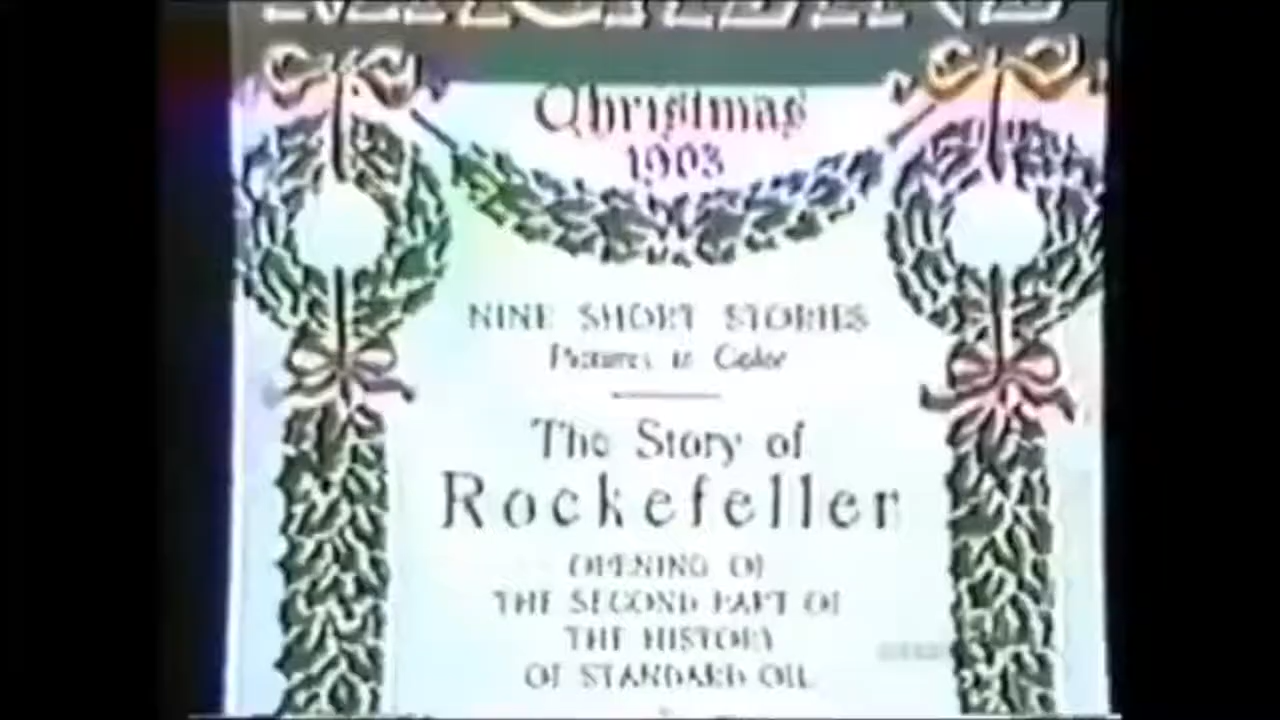 MAGAZINE
Christmas
1903
NINE SHORT STORIES
Pictures in Color
The Story of
Rockefeller
OPENING OF
THE SECOND PART OF
THE HISTORY
OF STANDARD OIL